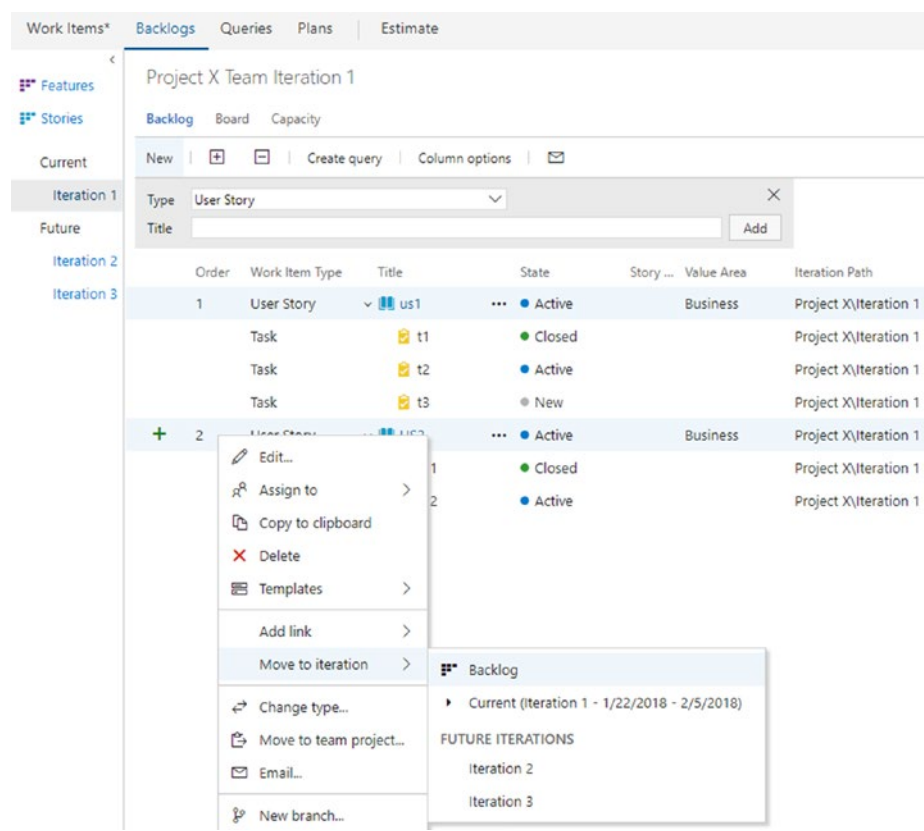 Work Items* Backlogs Queries Plans Estimate
Features
Stories
Current
Iteration 1
Future
Iteration 2
Iteration 3
Project X Team Iteration 1
Backlog Board Capacity
New Create query Column options
Type User Story
Title Add
Order Work Item Type Title State Story ... Value Area Iteration Path
1 User Story us1 ... Active Business Project X\Iteration 1
Task t1 Closed Project X\Iteration 1
Task t2 Active Project X\Iteration 1
Task t3 New Project X\Iteration 1
2 User Story ... Active Business Project X\Iteration 1
1 Closed Project X\Iteration 1
2 Active Project X\Iteration 1
Edit...
Assign to
Copy to clipboard
Delete
Templates
Add link
Move to iteration
Change type...
Move to team project...
Email...
New branch...
Backlog
Current (Iteration 1 - 1/22/2018 - 2/5/2018)
FUTURE ITERATIONS
Iteration 2
Iteration 3